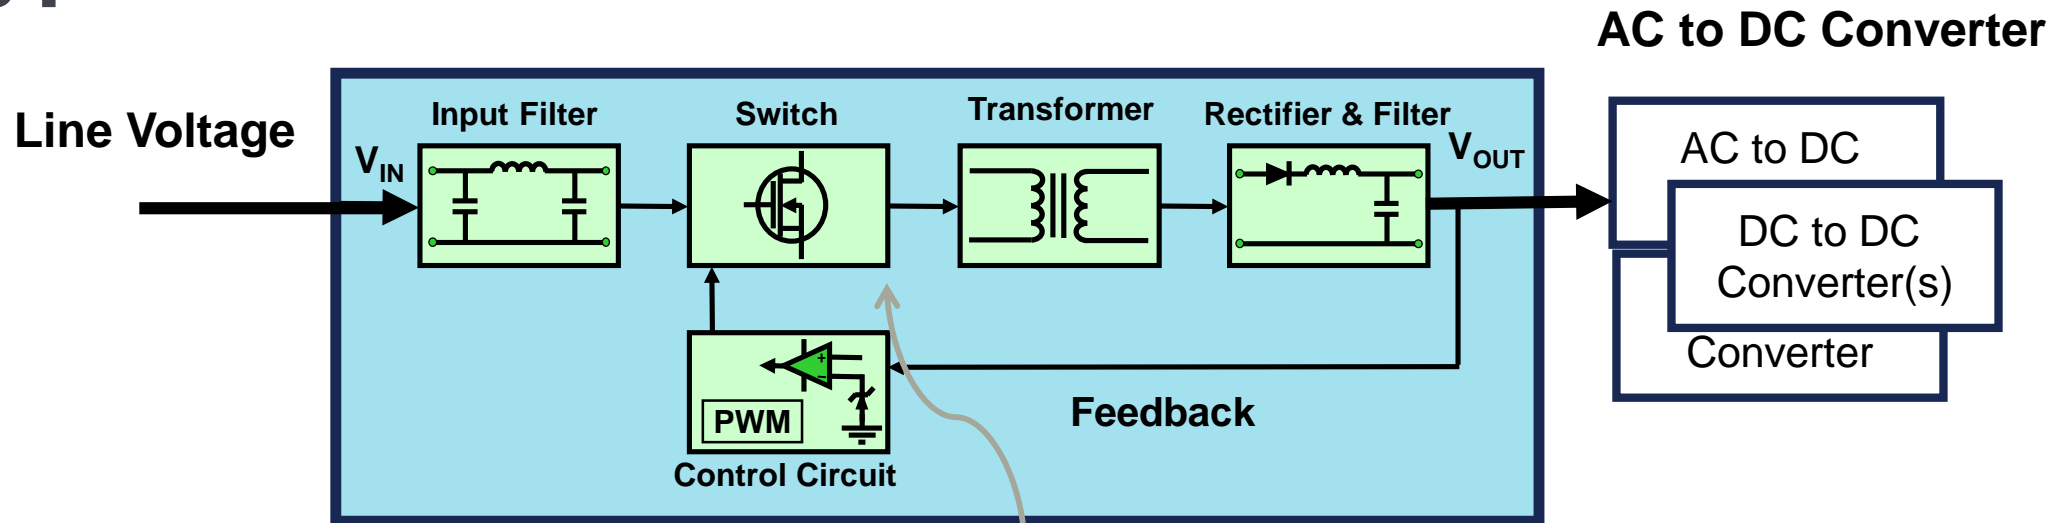 AC to DC Converter
Line Voltage
Input Filter
Switch
Transformer
Rectifier & Filter
VIN
VOUT
AC to DC
DC to DC
Converter(s)
Converter
+
−
PWM
Feedback
Control Circuit